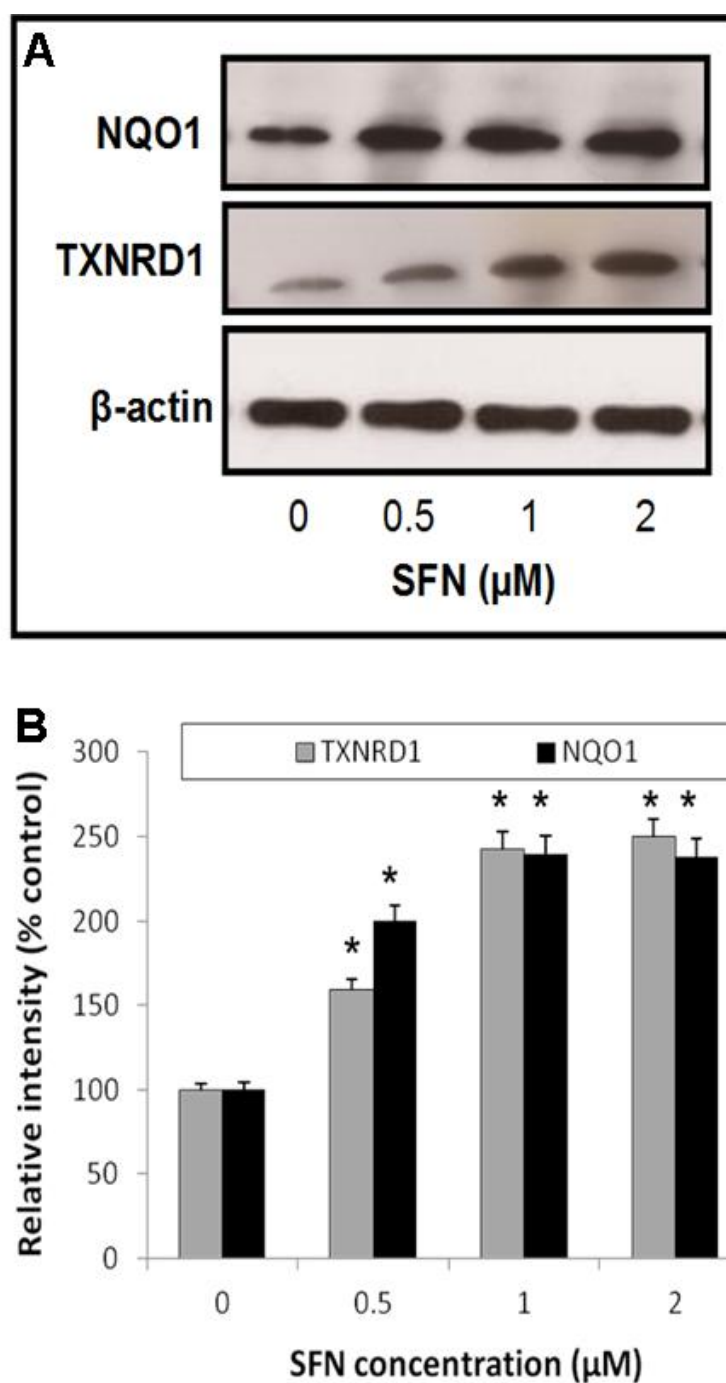 A
NQO1
TXNRD1
β-actin
0 0.5 1 2
SFN (μM)
B
TXNRD1 NQO1
300
250
200
150
100
50
0
Relative intensity (% control)
* * * * * *
0 0.5 1 2
SFN concentration (μM)